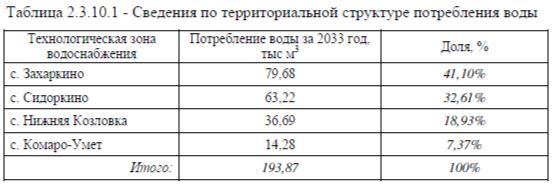 Таблица 2.3.10.1 - Сведения по территориальной структуре потребления воды
Технологическая зона водоснабжения | Потребление воды за 2033 год, тыс м³ | Доля, %
с. Захаркино | 79,68 | 41,10%
с. Сидоркино | 63,22 | 32,61%
с. Нижняя Козловка | 36,69 | 18,93%
с. Комаро-Умет | 14,28 | 7,37%
Итого: | 193,87 | 100%